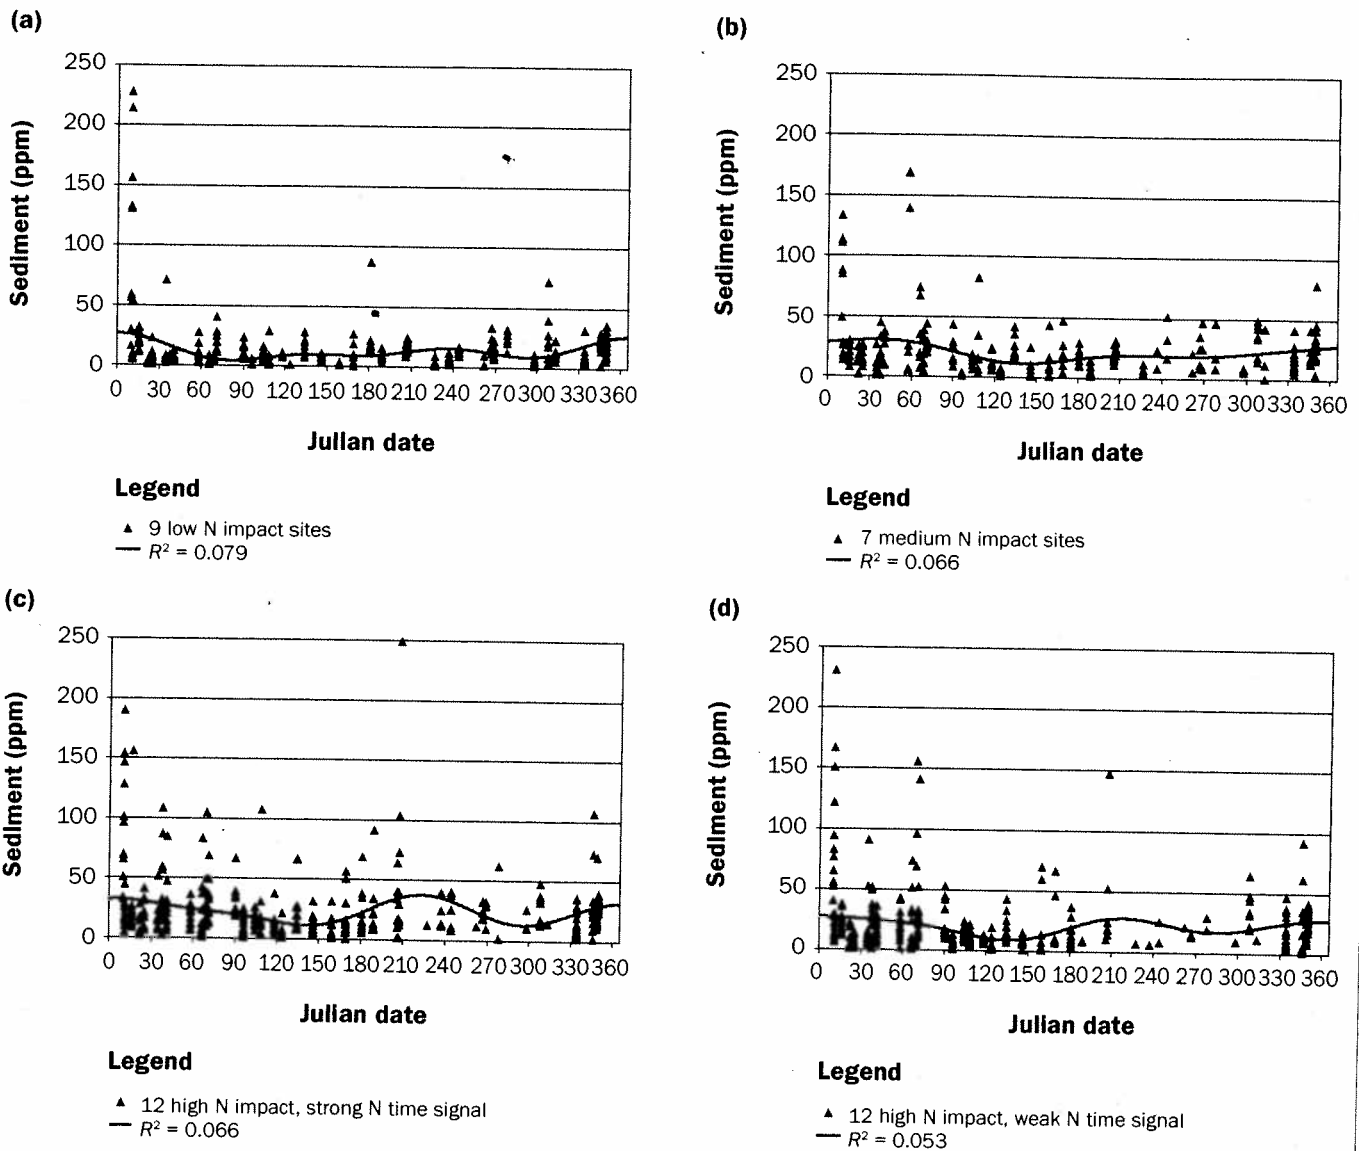 (a)
250
200
150
100
50
0
Sediment (ppm)
0 30 60 90 120 150 180 210 240 270 300 330 360
Julian date
Legend
9 low N impact sites
R² = 0.079
(b)
250
200
150
100
50
0
Sediment (ppm)
0 30 60 90 120 150 180 210 240 270 300 330 360
Julian date
Legend
7 medium N impact sites
R² = 0.066
(c)
250
200
150
100
50
0
Sediment (ppm)
0 30 60 90 120 150 180 210 240 270 300 330 360
Julian date
Legend
12 high N impact, strong N time signal
R² = 0.066
(d)
250
200
150
100
50
0
Sediment (ppm)
0 30 60 90 120 150 180 210 240 270 300 330 360
Julian date
Legend
12 high N impact, weak N time signal
R² = 0.053